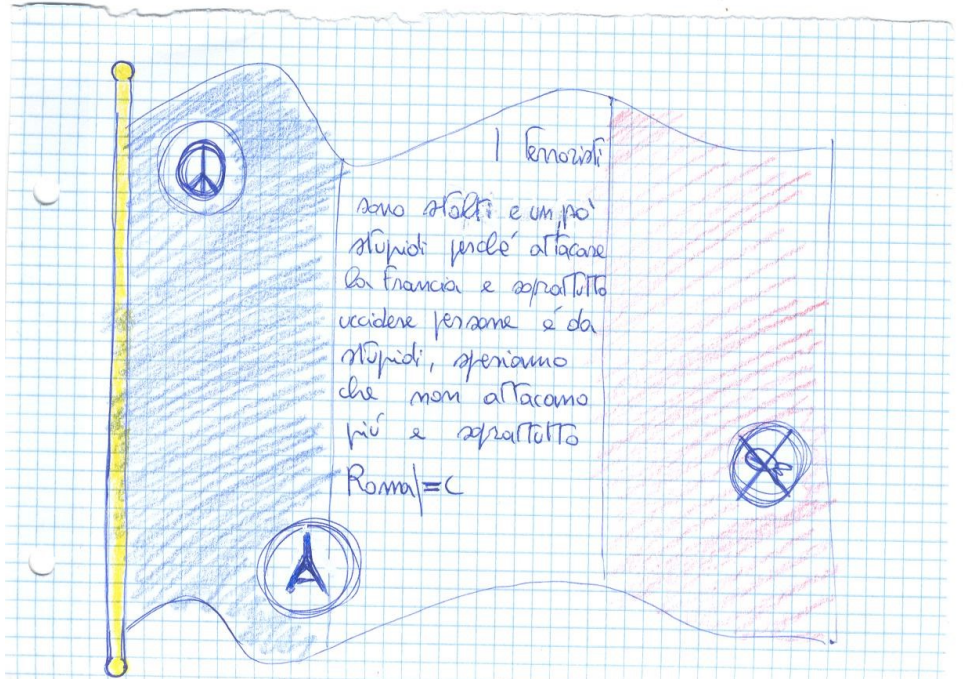 I Terroristi
sono stolti e un pò
stupidi perché attacare
la Francia e soprattutto
uccidere persone é da
stupidi, speriamo
che non attacano
più e soprattutto
Roma!=C